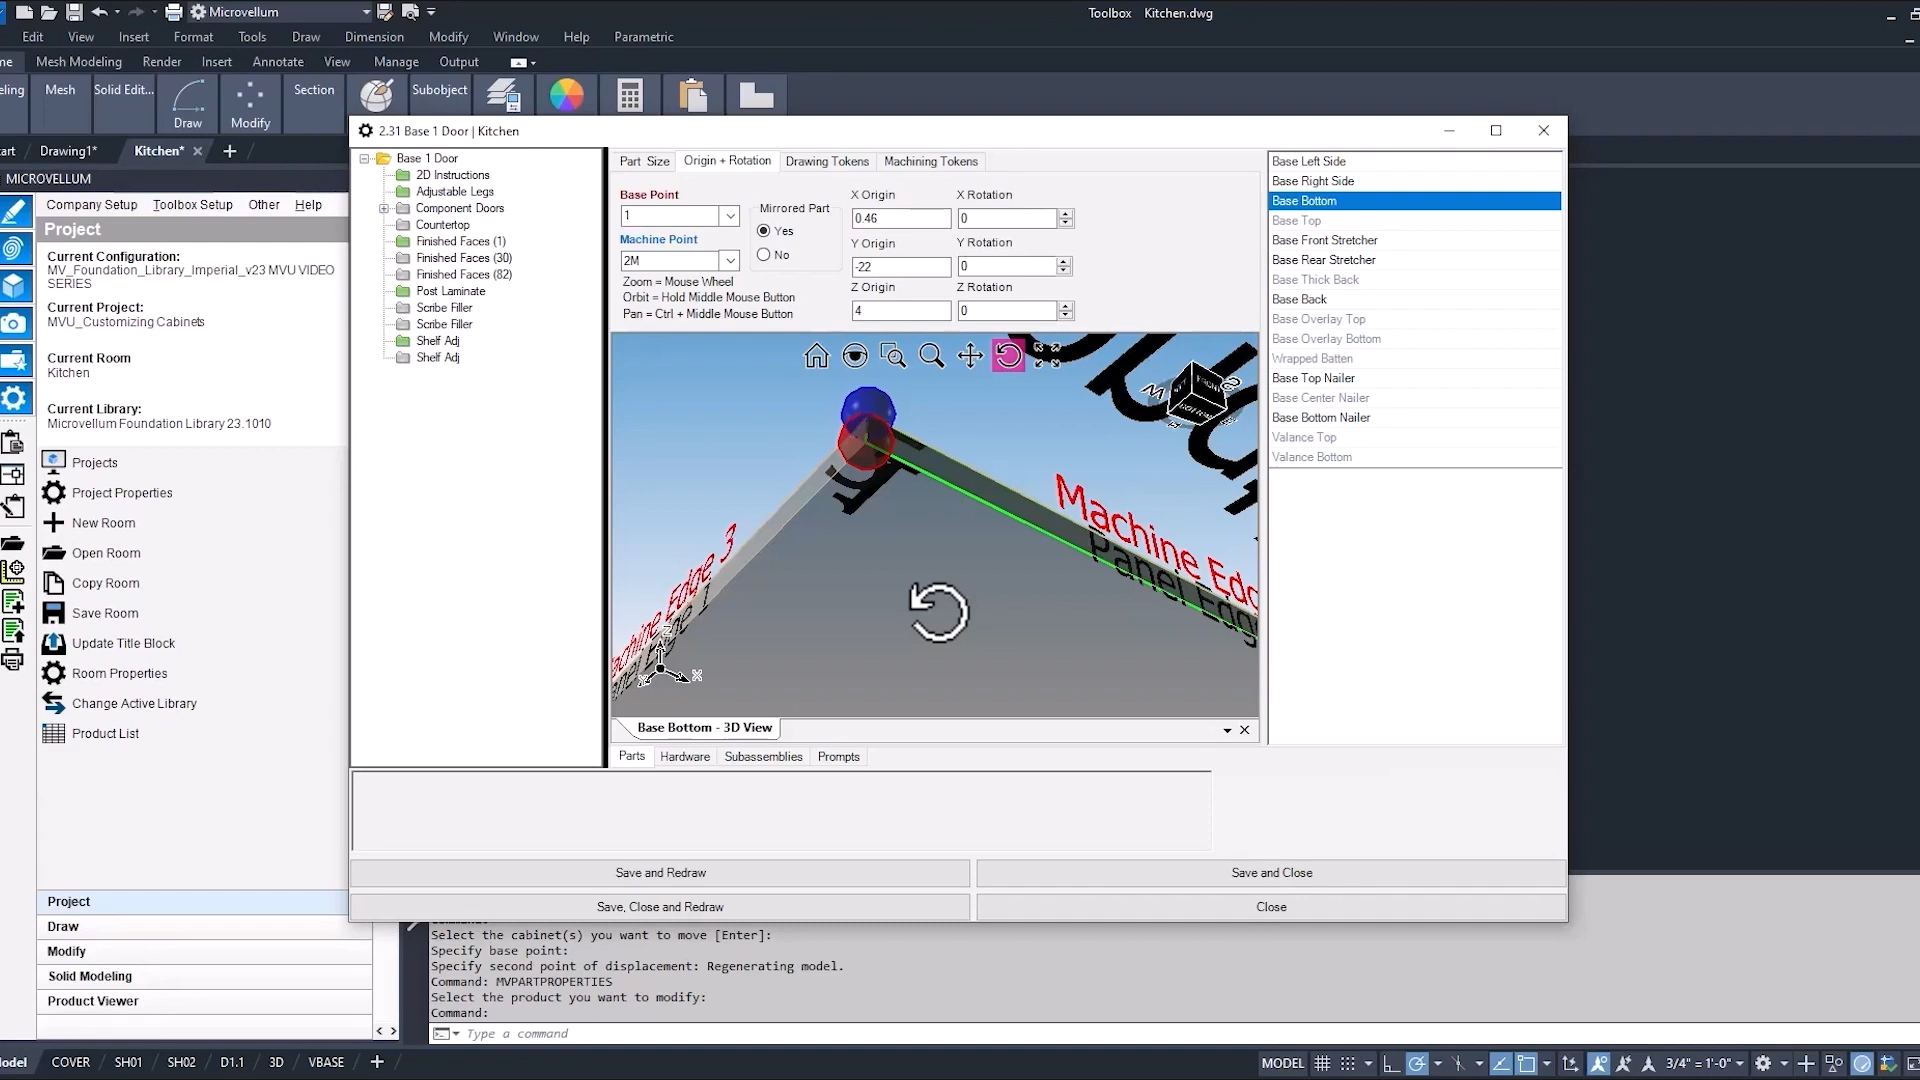 Microvellum
Toolbox Kitchen.dwg
Edit View Insert Format Tools Draw Dimension Modify Window Help Parametric
me Mesh Modeling Render Insert Annotate View Manage Output
ling Mesh Solid Edit... Draw Modify Section Subobject
art Drawing1* Kitchen*
MICROVELLUM
Company Setup Toolbox Setup Other Help
Project
Current Configuration:
MV_Foundation_Library_Imperial_v23 MVU VIDEO
SERIES
Current Project:
MVU_Customizing Cabinets
Current Room
Kitchen
Current Library:
Microvellum Foundation Library 23.1010
Projects
Project Properties
New Room
Open Room
Copy Room
Save Room
Update Title Block
Room Properties
Change Active Library
Product List
Project
Draw
Modify
Solid Modeling
Product Viewer
2.31 Base 1 Door | Kitchen
Base 1 Door
2D Instructions
Adjustable Legs
Component Doors
Countertop
Finished Faces (1)
Finished Faces (30)
Finished Faces (82)
Post Laminate
Scribe Filler
Scribe Filler
Shelf Adj
Shelf Adj
Part Size Origin + Rotation Drawing Tokens Machining Tokens
Base Point
1
Machine Point
2M
Mirrored Part
Yes
No
Zoom = Mouse Wheel
Orbit = Hold Middle Mouse Button
Pan = Ctrl + Middle Mouse Button
X Origin X Rotation
0.46 0
Y Origin Y Rotation
-22 0
Z Origin Z Rotation
4 0
Machine Edge 3
Machine Edg
Panel Edg
FRONT
BOTTOM
Z
X
Y
Base Bottom - 3D View
Parts Hardware Subassemblies Prompts
Base Left Side
Base Right Side
Base Bottom
Base Top
Base Front Stretcher
Base Rear Stretcher
Base Thick Back
Base Back
Base Overlay Top
Base Overlay Bottom
Wrapped Batten
Base Top Nailer
Base Center Nailer
Base Bottom Nailer
Valance Top
Valance Bottom
Save and Redraw Save and Close
Save, Close and Redraw Close
Command:
Select the cabinet(s) you want to move [Enter]:
Specify base point:
Specify second point of displacement: Regenerating model.
Command: MVPARTPROPERTIES
Select the product you want to modify:
Command:
Type a command
odel COVER SH01 SH02 D1.1 3D VBASE
MODEL 3/4" = 1'-0"